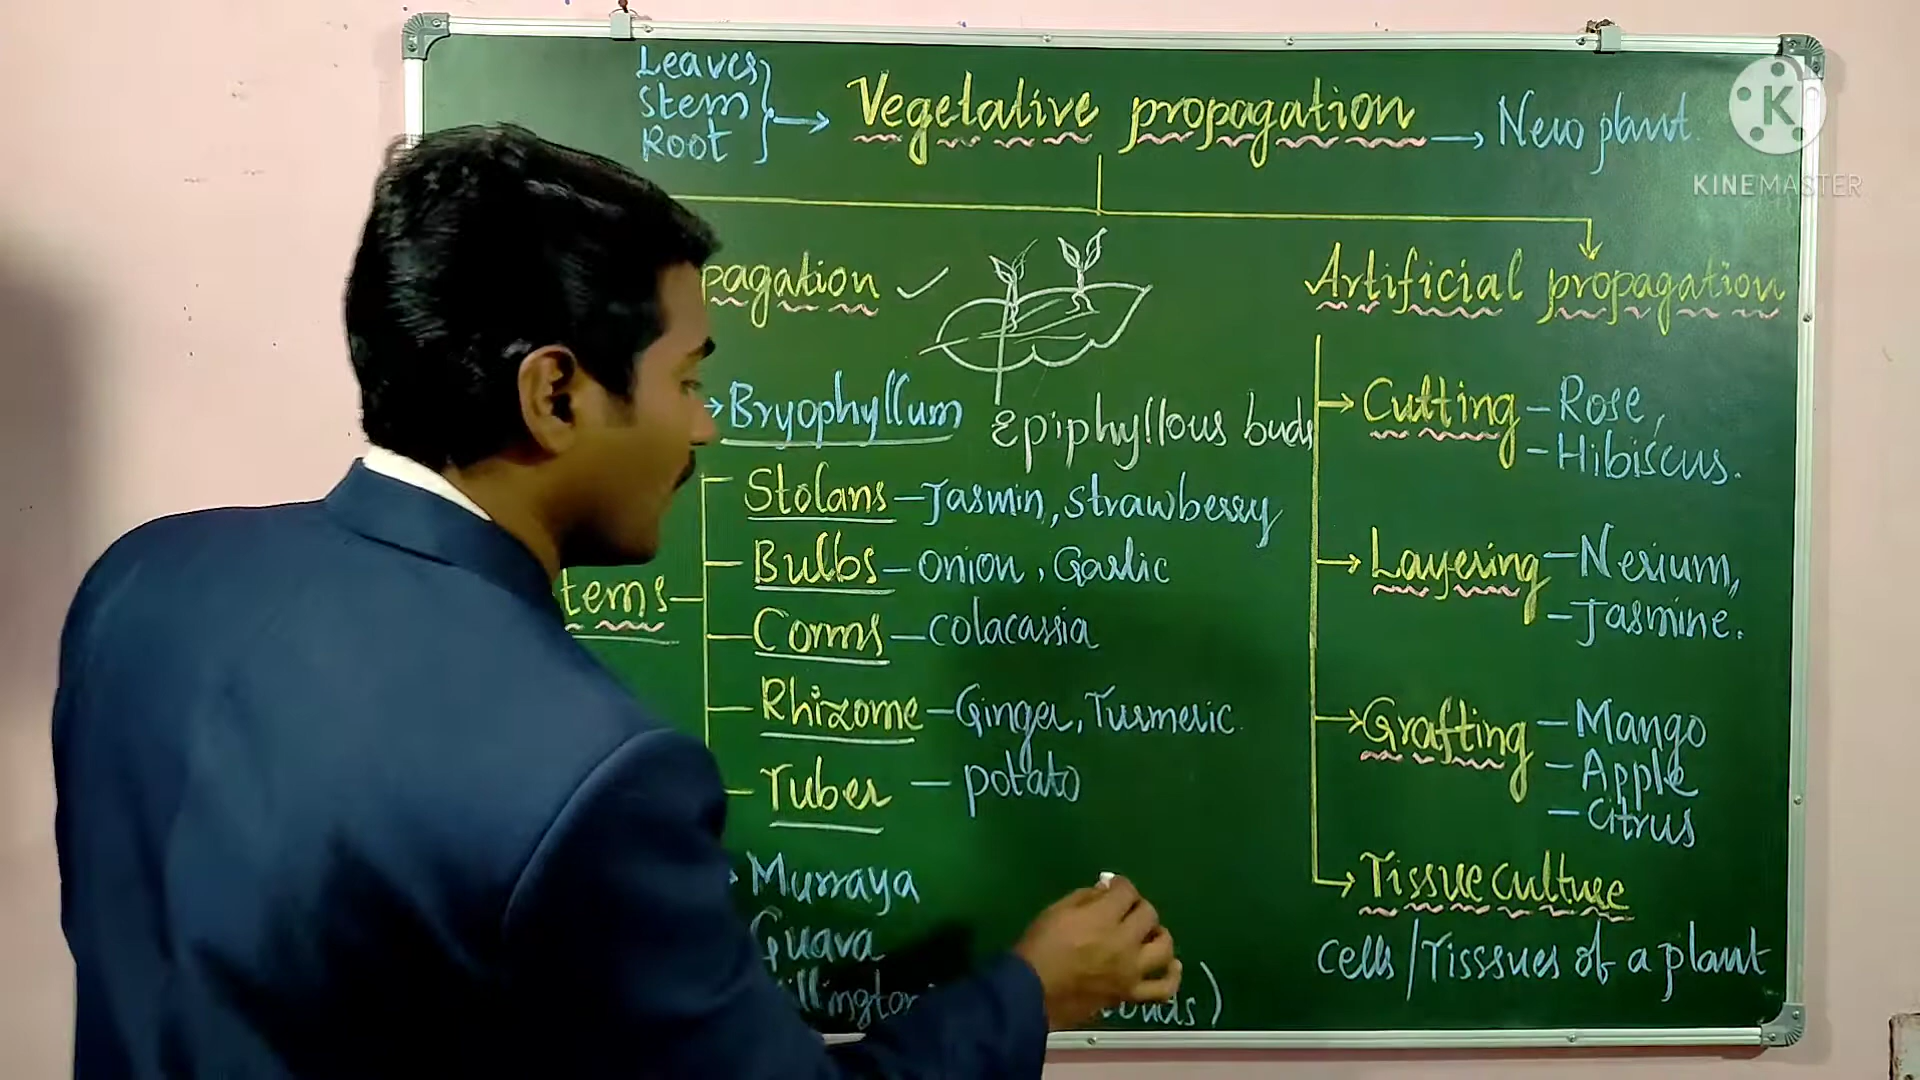 Leaves
Stem
Root
Vegetative propagation
New plant
KINEMASTER
pagation
Artificial propagation
Bryophyllum
Epiphyllous buds
Stolans - Jasmin, Strawberry
Bulbs - Onion, Garlic
tems
Corms - Colacassia
Rhizome - Ginger, Turmeric
Tuber - potato
Murraya
Guava
Cutting - Rose,
- Hibiscus.
Layering - Nerium,
- Jasmine.
Grafting - Mango
- Apple
- Citrus
Tissue culture
Cells / Tisssues of a plant